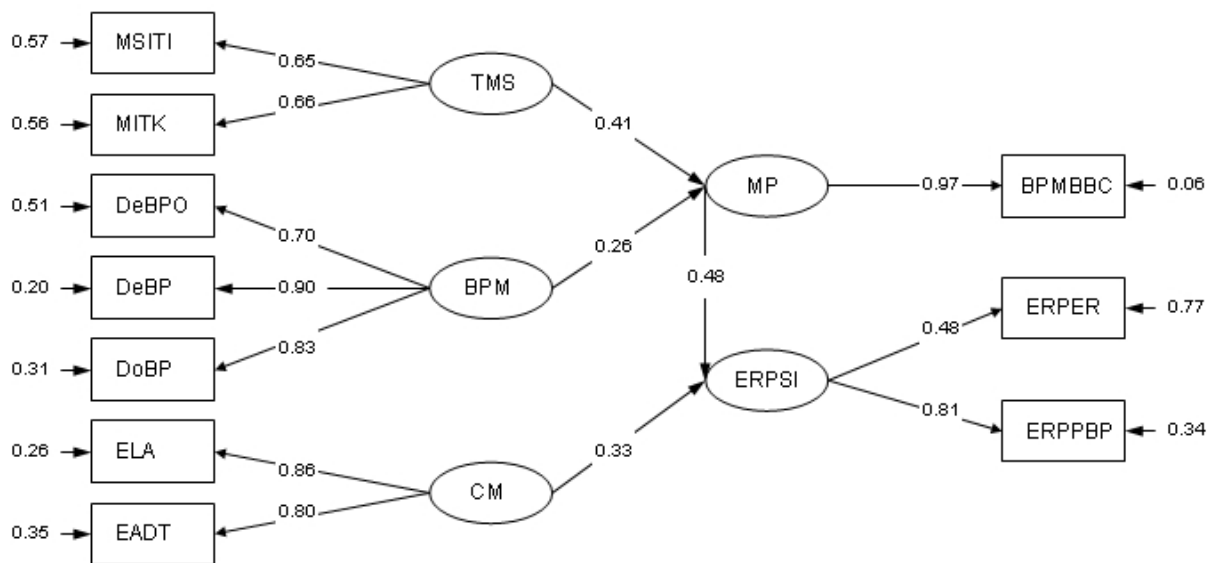 0.57
MSITI
0.65
TMS
0.66
0.56
MITK
0.41
MP
0.97
BPMBBC
0.06
0.51
DeBPO
0.70
0.26
0.20
DeBP
0.90
BPM
0.48
0.83
ERPER
0.77
0.48
0.31
DoBP
ERPSI
0.81
ERPPBP
0.34
0.26
ELA
0.86
0.33
CM
0.80
0.35
EADT